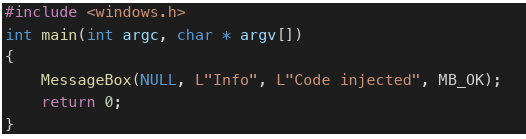 #include <windows.h>
int main(int argc, char * argv[])
{
    MessageBox(NULL, L"Info", L"Code injected", MB_OK);
    return 0;
}